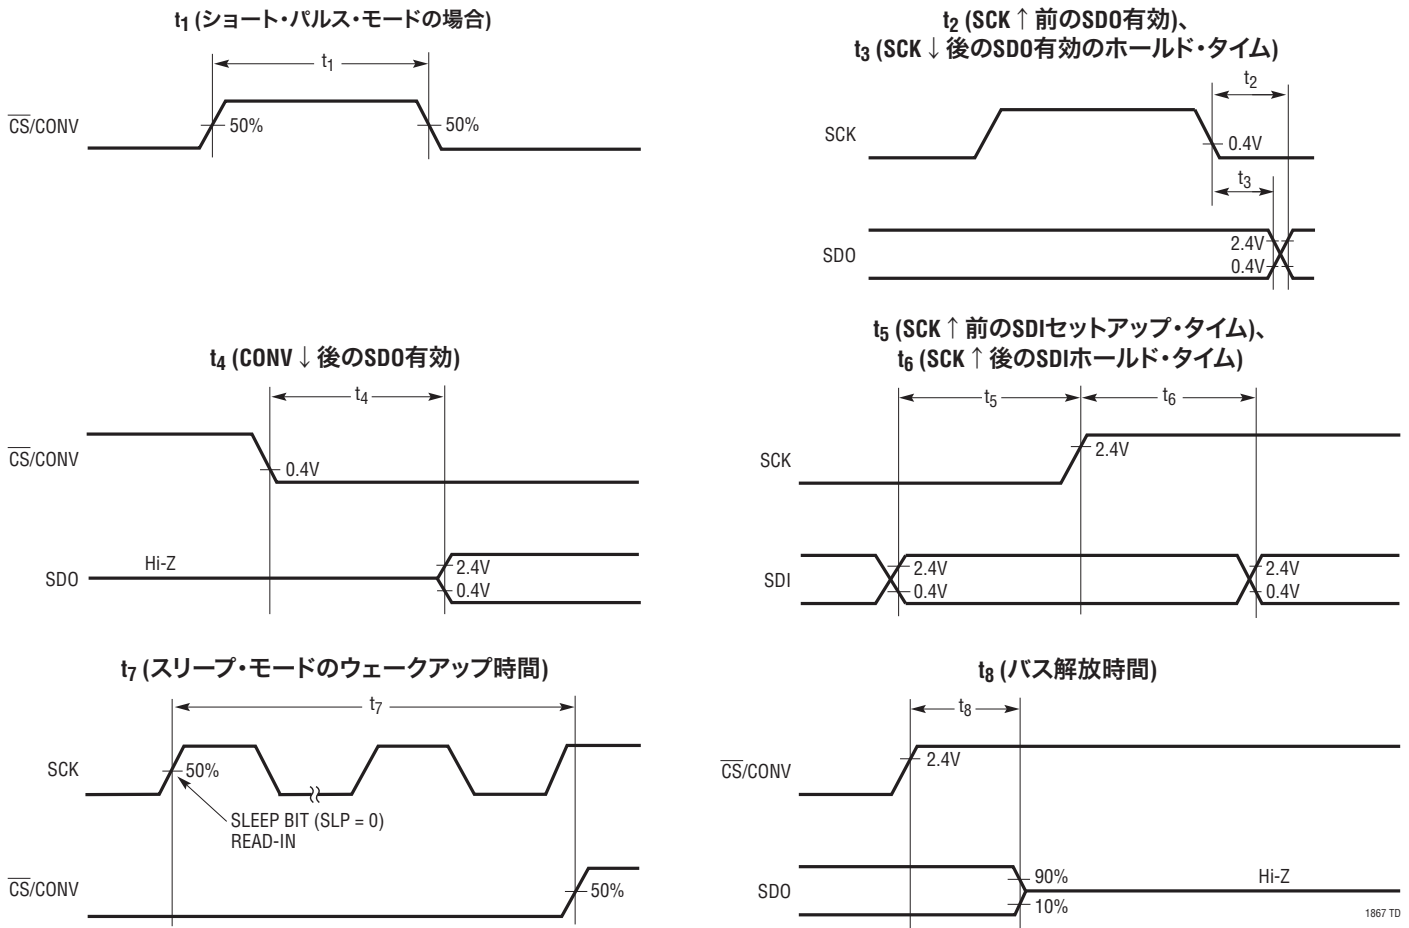 t1 (ショート・パルス・モードの場合)
t1
CS/CONV
50%
50%
t2 (SCK↑前のSDO有効)、
t3 (SCK↓後のSDO有効のホールド・タイム)
t2
SCK
0.4V
t3
SDO
2.4V
0.4V
t4 (CONV↓後のSDO有効)
t4
CS/CONV
0.4V
Hi-Z
SDO
2.4V
0.4V
t5 (SCK↑前のSDIセットアップ・タイム)、
t6 (SCK↑後のSDIホールド・タイム)
t5
t6
SCK
2.4V
SDI
2.4V
0.4V
2.4V
0.4V
t7 (スリープ・モードのウェークアップ時間)
t7
SCK
50%
SLEEP BIT (SLP = 0)
READ-IN
CS/CONV
50%
t8 (バス解放時間)
t8
CS/CONV
2.4V
SDO
90%
10%
Hi-Z
1867 TD